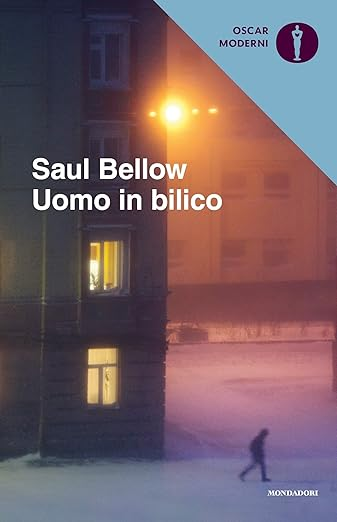 OSCAR
MODERNI
Saul Bellow
Uomo in bilico
MONDADORI